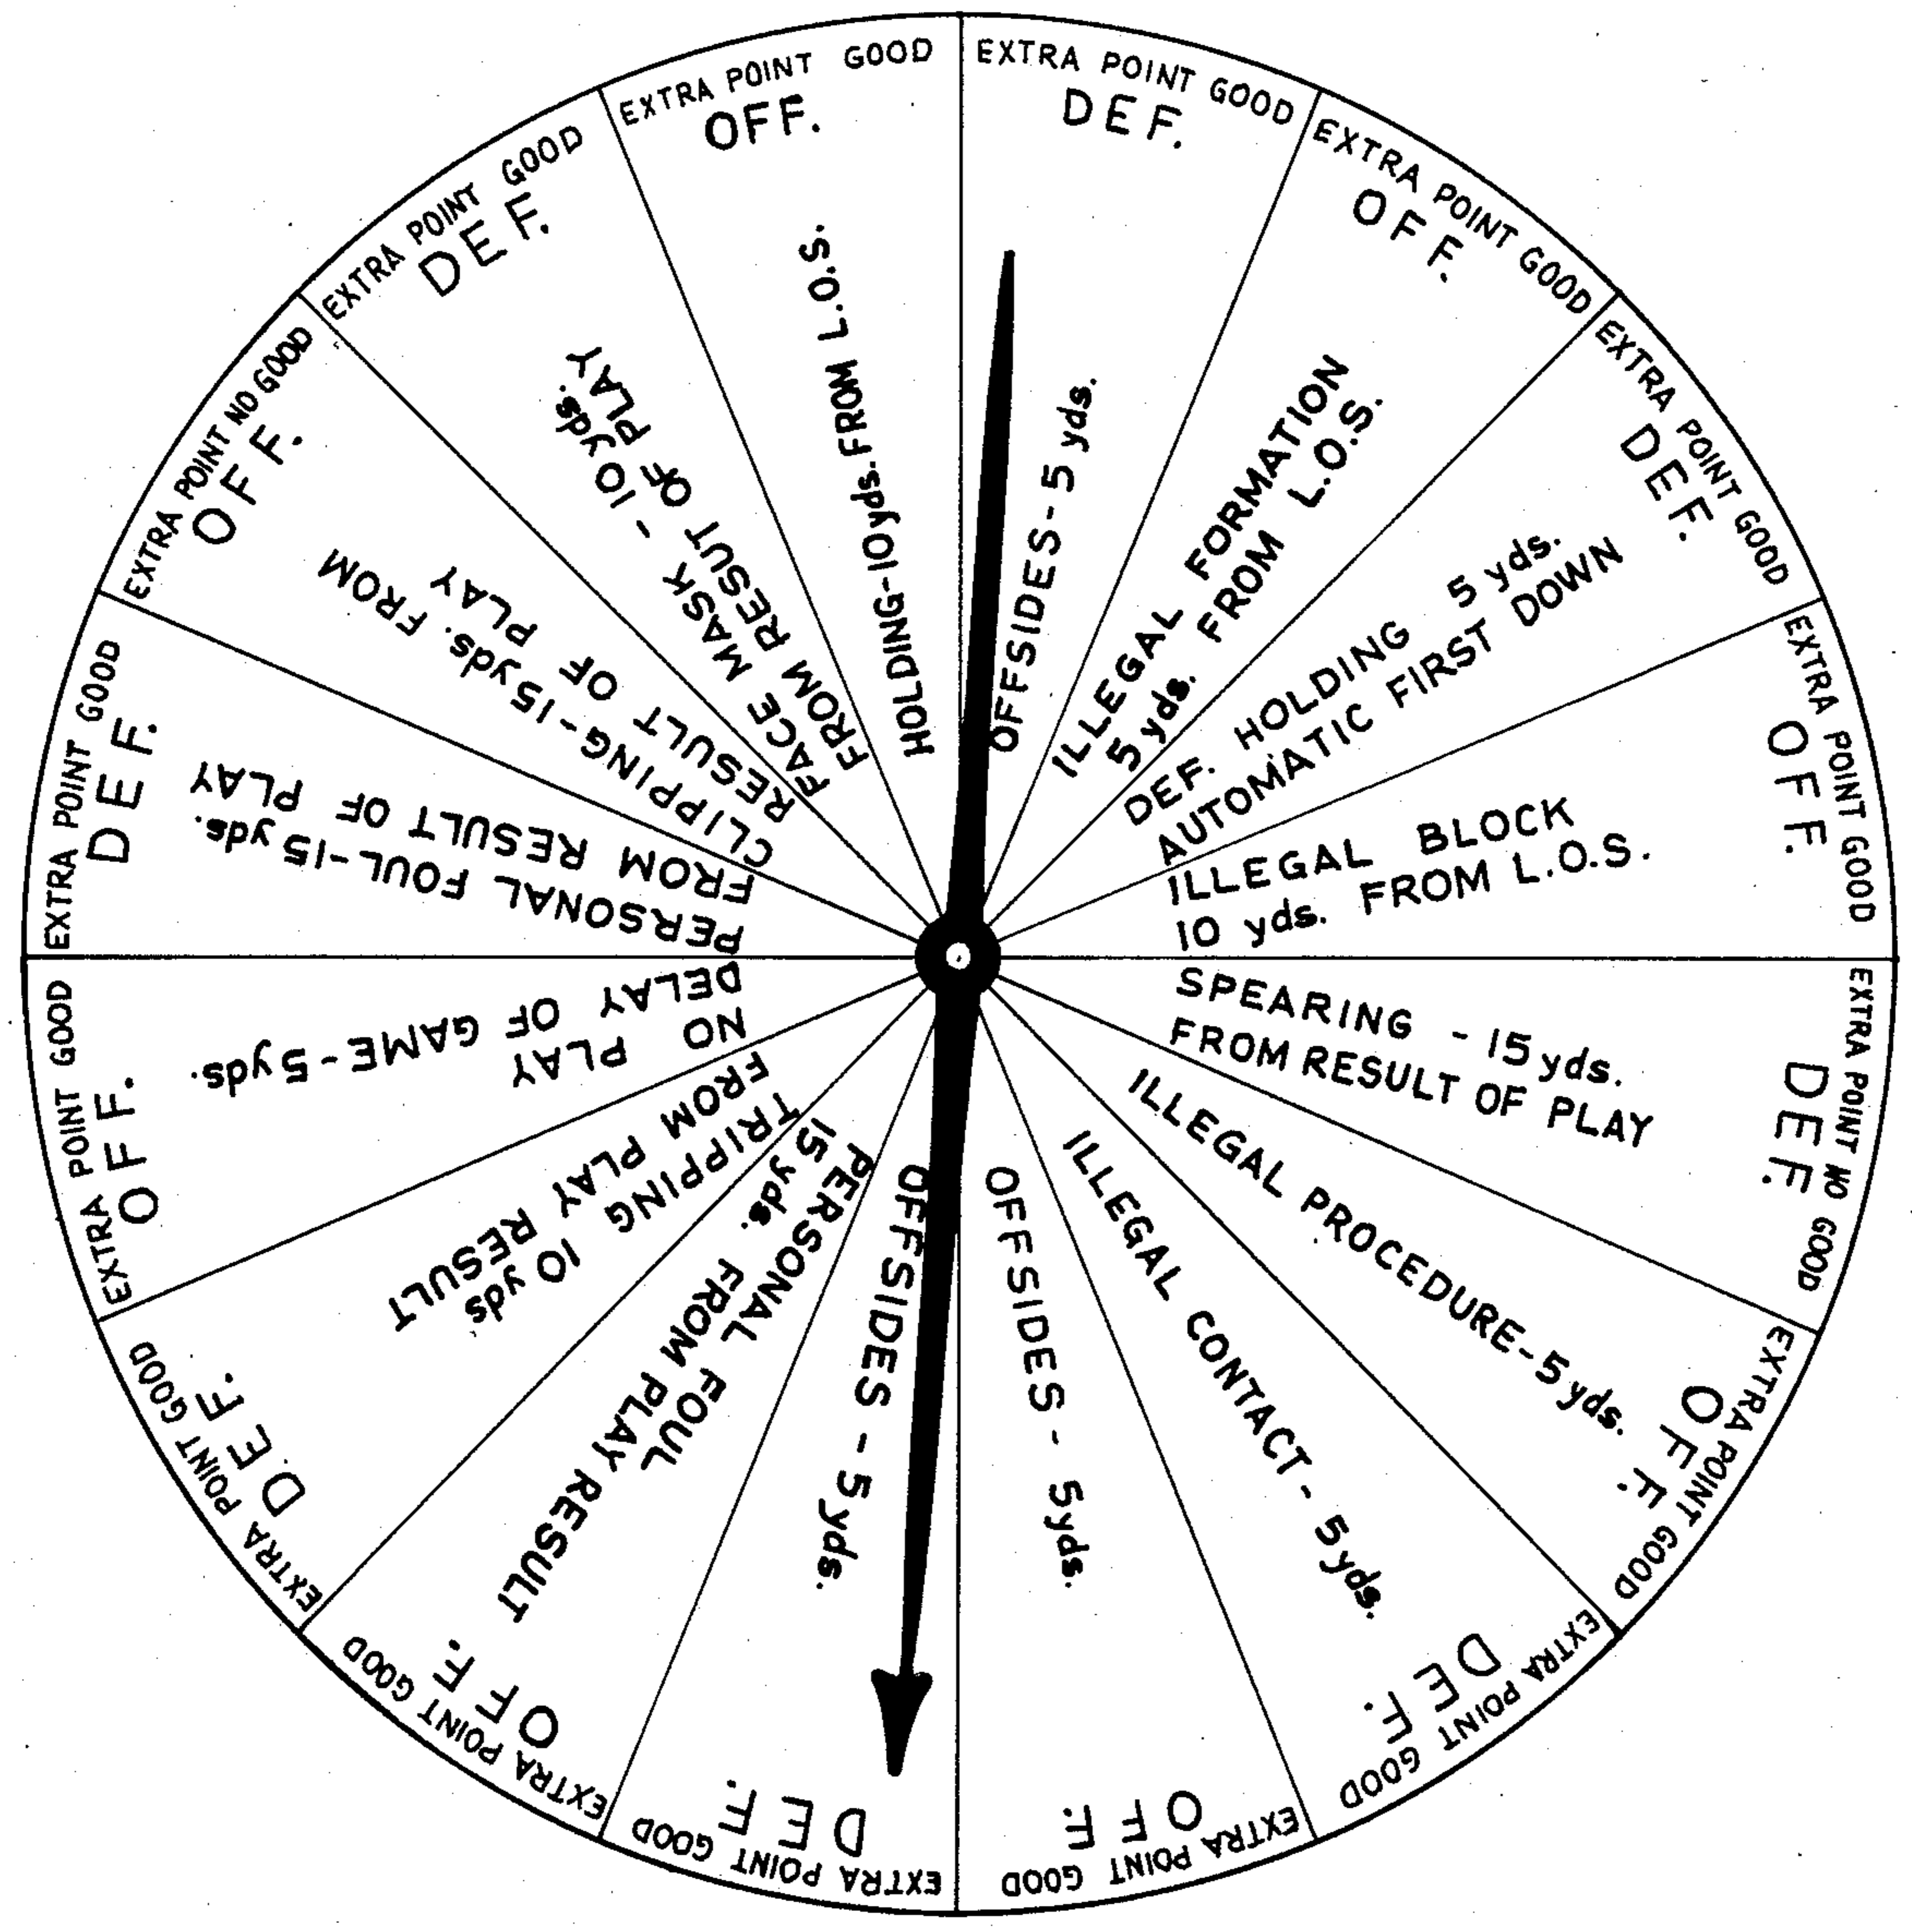 EXTRA POINT GOOD
DEF.
OFFSIDES-5 yds.
EXTRA POINT GOOD
OFF.
ILLEGAL FORMATION
5 yds. FROM L.O.S.
EXTRA POINT GOOD
DEF.
DEF. HOLDING 5 yds.
AUTOMATIC FIRST DOWN
EXTRA POINT GOOD
OFF.
ILLEGAL BLOCK
10 yds. FROM L.O.S.
EXTRA POINT NO GOOD
DEF.
SPEARING - 15 yds.
FROM RESULT OF PLAY
EXTRA POINT GOOD
OFF.
ILLEGAL PROCEDURE-5 yds.
EXTRA POINT GOOD
DEF.
ILLEGAL CONTACT - 5 yds.
EXTRA POINT GOOD
OFF.
OFFSIDES - 5yds.
EXTRA POINT GOOD
DEF.
OFFSIDES - 5 yds.
EXTRA POINT GOOD
OFF.
PERSONAL FOUL
15 yds. FROM PLAY RESULT
EXTRA POINT GOOD
DEF.
TRIPPING 10 yds
FROM PLAY RESULT
EXTRA POINT GOOD
OFF.
DELAY OF GAME-5yds.
NO PLAY
EXTRA POINT GOOD
DEF.
PERSONAL FOUL-15 yds.
FROM RESULT OF PLAY
EXTRA POINT NO GOOD
OFF.
CLIPPING-15 yds. FROM
RESULT OF PLAY
EXTRA POINT GOOD
DEF.
FACE MASK - 10 yds.
FROM RESUT OF PLAY
EXTRA POINT GOOD
OFF.
HOLDING-10yds. FROM L.O.S.